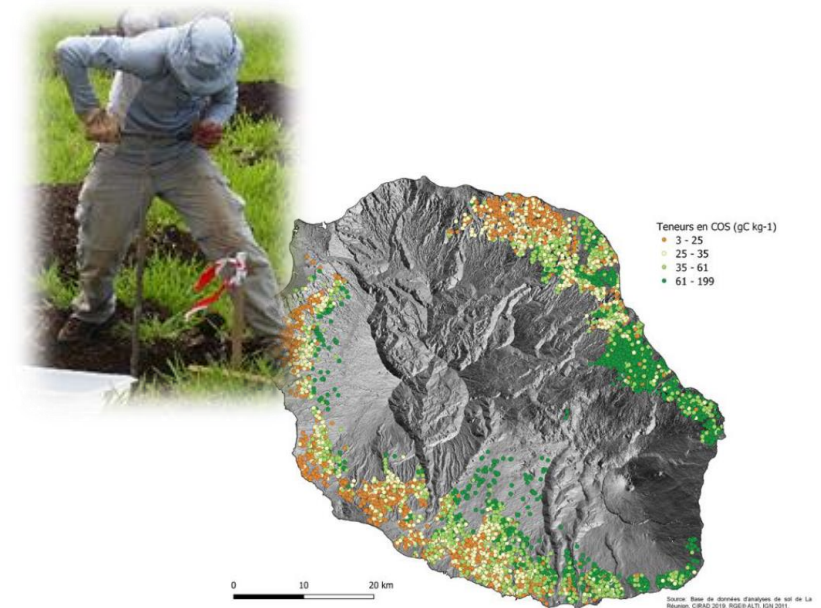 Teneurs en COS (gC kg-1)
3 - 25
25 - 35
35 - 61
61 - 199
0 10 20 km
Source: Base de données d'analyses de sol de La
Réunion, CIRAD 2019, RGE® ALTI, IGN 2011.